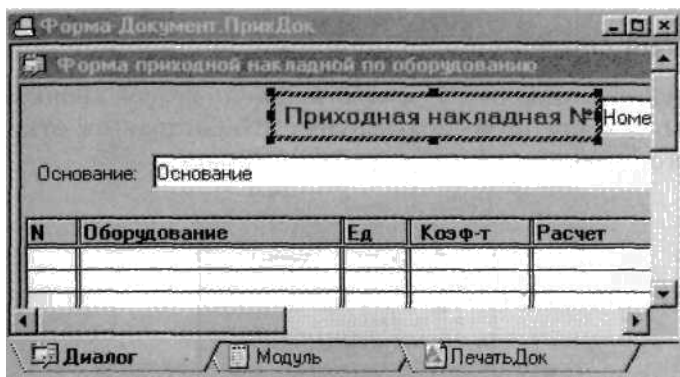 Форма Документ.ПрихДок
Форма приходной накладной по оборудованию
Приходная накладная № Номе
Основание: Основание
N Оборудование Ед Коэф-т Расчет
Диалог Модуль ПечатьДок